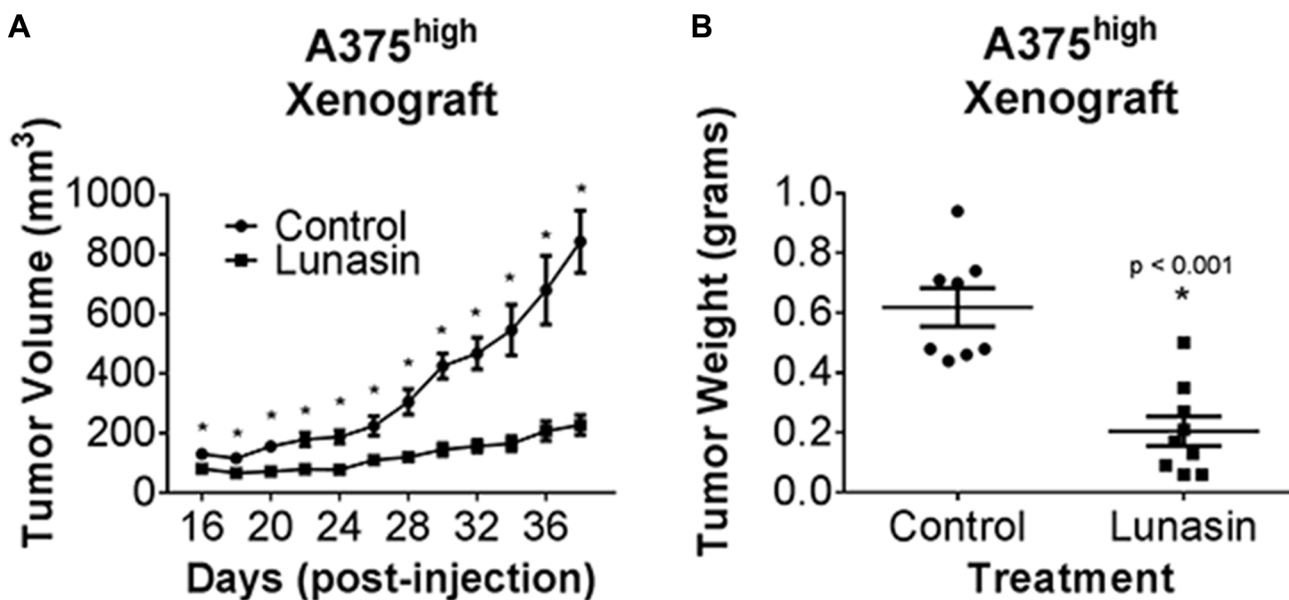 A
A375high
Xenograft
Tumor Volume (mm3)
1000
800
600
400
200
0
Control
Lunasin
* * * * * * * * * * * *
16 20 24 28 32 36
Days (post-injection)
B
A375high
Xenograft
Tumor Weight (grams)
1.0
0.8
0.6
0.4
0.2
0.0
p < 0.001
*
Control Lunasin
Treatment